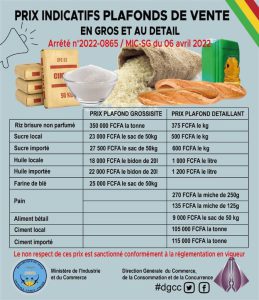 PRIX INDICATIFS PLAFONDS DE VENTE
EN GROS ET AU DETAIL
Arrêté n°2022-0865 / MIC-SG du 06 avril 2022
CIM
PRIX PLAFOND GROSSISITE PRIX PLAFOND DETAILLANT
Riz brisure non parfumé 350 000 FCFA la tonne 375 FCFA le kg
Sucre local 23 000 FCFA le sac de 50kg 500 FCFA le kg
Sucre importé 27 500 FCFA le sac de 50kg 600 FCFA le kg
Huile locale 18 000 FCFA le bidon de 20l 1 000 FCFA le litre
Huile importée 22 000 FCFA le bidon de 20l 1 200 FCFA le litre
Farine de blé 25 000 FCFA le sac de 50kg
Pain 270 FCFA la miche de 250g
135 FCFA la miche de 125g
Aliment bétail 9 000 FCFA le sac de 50 kg
Ciment local 105 000 FCFA la tonne
Ciment importé 115 000 FCFA la tonne
Le non respect de ces prix est sanctionné conformément à la réglementation en vigueur
Ministère de l'Industrie
et du Commerce
Direction Générale du Commerce,
de la Consommation et de la Concurrence
#dgcc